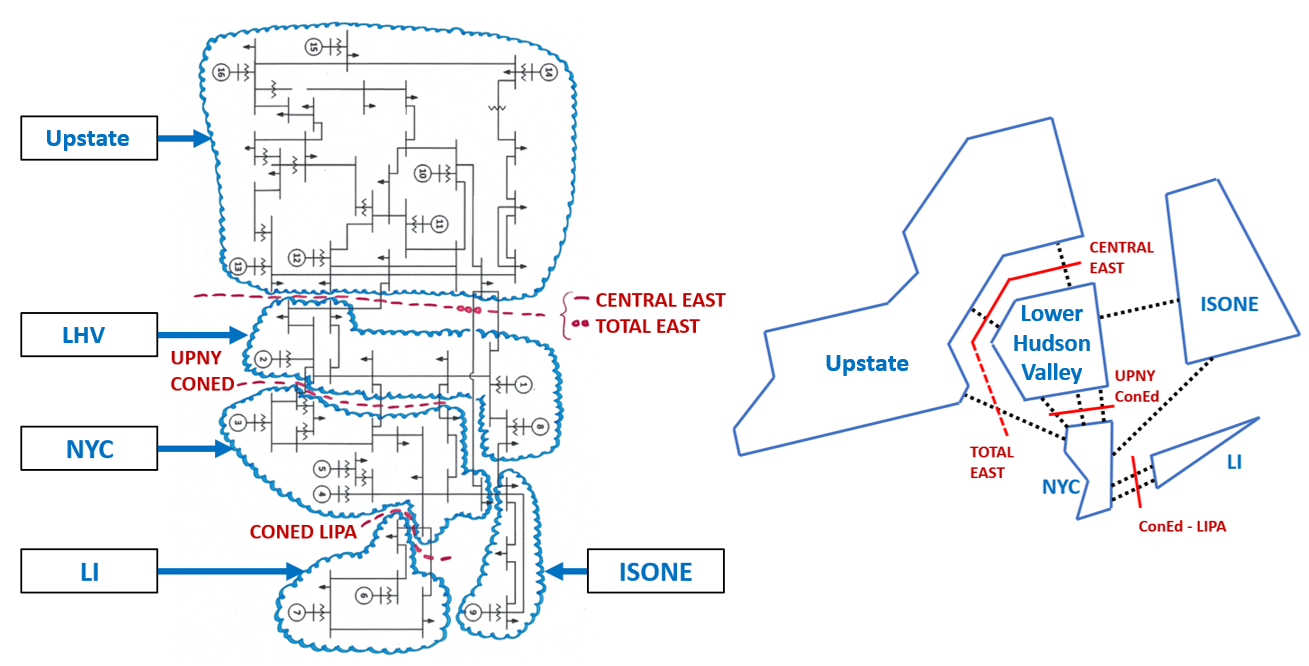 15
16
14
Upstate
10
11
12
13
CENTRAL EAST
TOTAL EAST
LHV
UPNY
CONED
2
1
3
8
NYC
5
4
CONED LIPA
LI
ISONE
6
7
9
CENTRAL
EAST
ISONE
Lower
Hudson
Valley
Upstate
UPNY
ConEd
TOTAL
EAST
NYC
LI
ConEd - LIPA